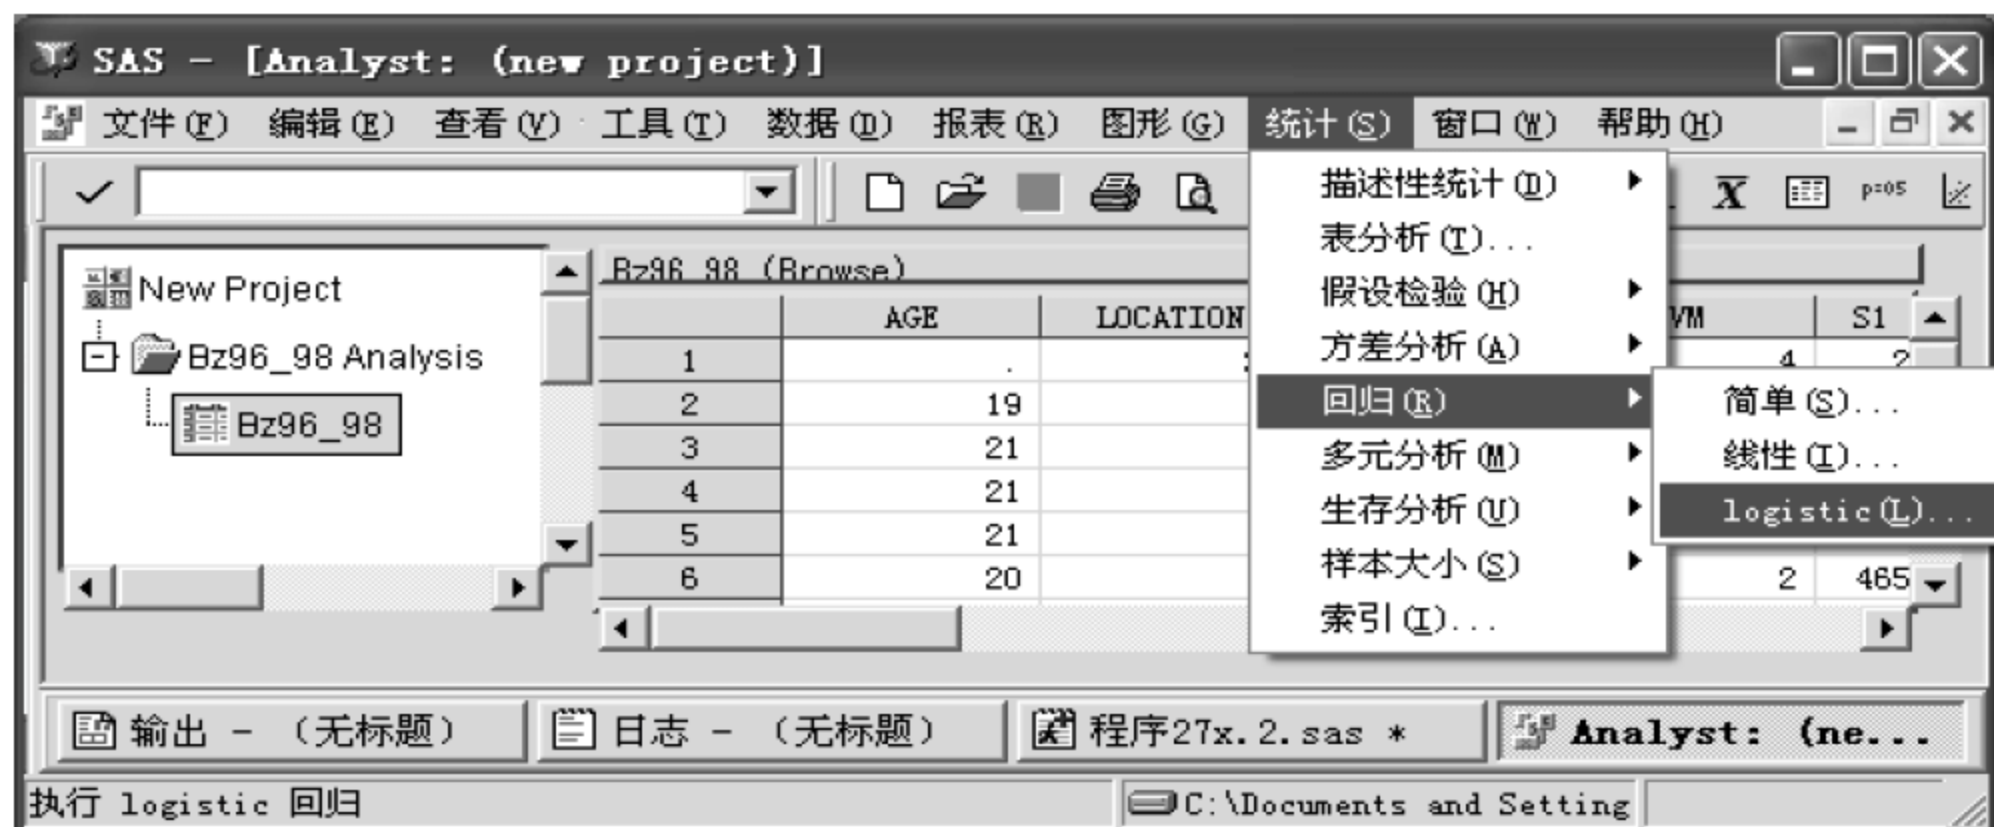 SAS - [Analyst: (new project)]
文件(F) 编辑(E) 查看(V) 工具(T) 数据(D) 报表(R) 图形(G) 统计(S) 窗口(W) 帮助(H)
p=05
New Project
Bz96_98 Analysis
Bz96_98
Bz96_98 (Browse)
AGE LOCATION VM S1
1 . 4 2
2 19
3 21
4 21
5 21
6 20 2 465
描述性统计(D)
表分析(T)...
假设检验(H)
方差分析(A)
回归(R)
多元分析(M)
生存分析(V)
样本大小(S)
索引(I)...
简单(S)...
线性(I)...
logistic(L)...
输出 - (无标题)
日志 - (无标题)
程序27x.2.sas *
Analyst: (ne...
执行 logistic 回归
C:\Documents and Setting